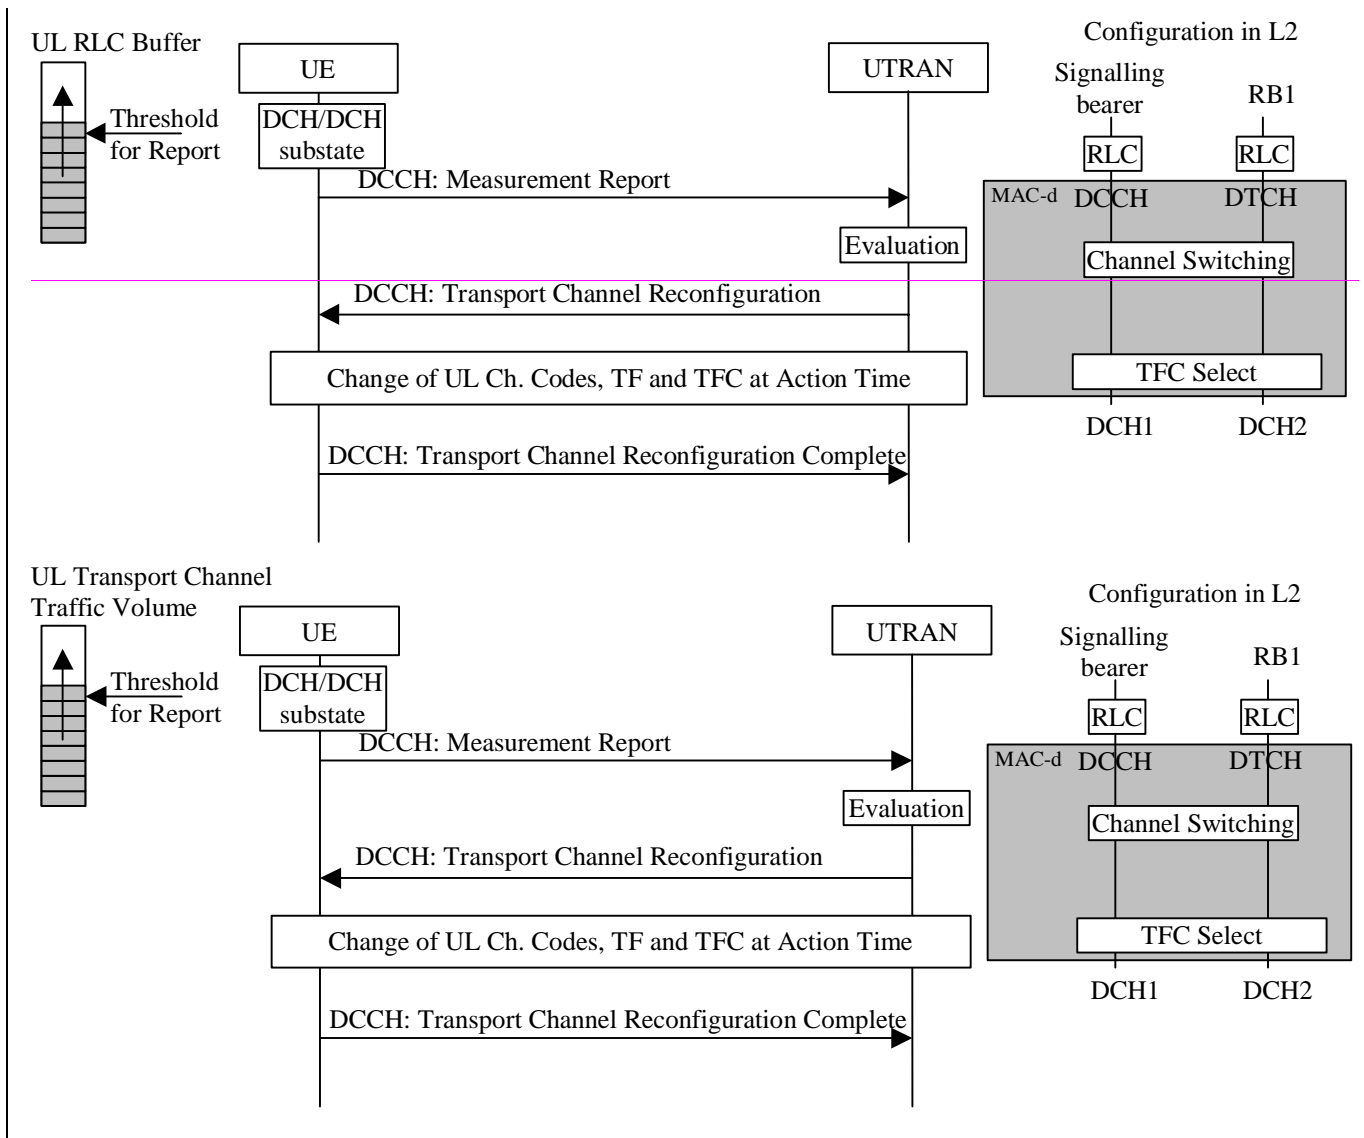 UL RLC Buffer
Threshold
for Report
UE
DCH/DCH
substate
UTRAN
DCCH: Measurement Report
Evaluation
DCCH: Transport Channel Reconfiguration
Change of UL Ch. Codes, TF and TFC at Action Time
DCCH: Transport Channel Reconfiguration Complete
Configuration in L2
Signalling
bearer
RB1
RLC
RLC
MAC-d
DCCH
DTCH
Channel Switching
TFC Select
DCH1
DCH2
UL Transport Channel
Traffic Volume
Threshold
for Report
UE
DCH/DCH
substate
UTRAN
DCCH: Measurement Report
Evaluation
DCCH: Transport Channel Reconfiguration
Change of UL Ch. Codes, TF and TFC at Action Time
DCCH: Transport Channel Reconfiguration Complete
Configuration in L2
Signalling
bearer
RB1
RLC
RLC
MAC-d
DCCH
DTCH
Channel Switching
TFC Select
DCH1
DCH2